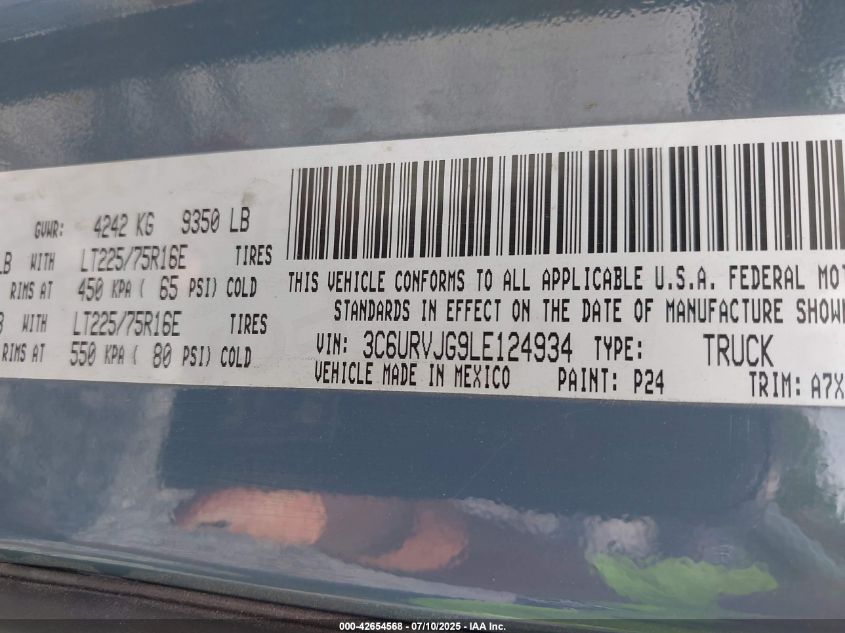 GVWR: 4242 KG 9350 LB
LB WITH LT225/75R16E TIRES
RIMS AT 450 KPA ( 65 PSI) COLD
WITH LT225/75R16E TIRES
RIMS AT 550 KPA ( 80 PSI) COLD
THIS VEHICLE CONFORMS TO ALL APPLICABLE U.S.A. FEDERAL MOT
STANDARDS IN EFFECT ON THE DATE OF MANUFACTURE SHOW
VIN: 3C6URVJG9LE124934 TYPE: TRUCK
VEHICLE MADE IN MEXICO PAINT: P24 TRIM: A7X
000-42654568 - 07/10/2025 - IAA Inc.